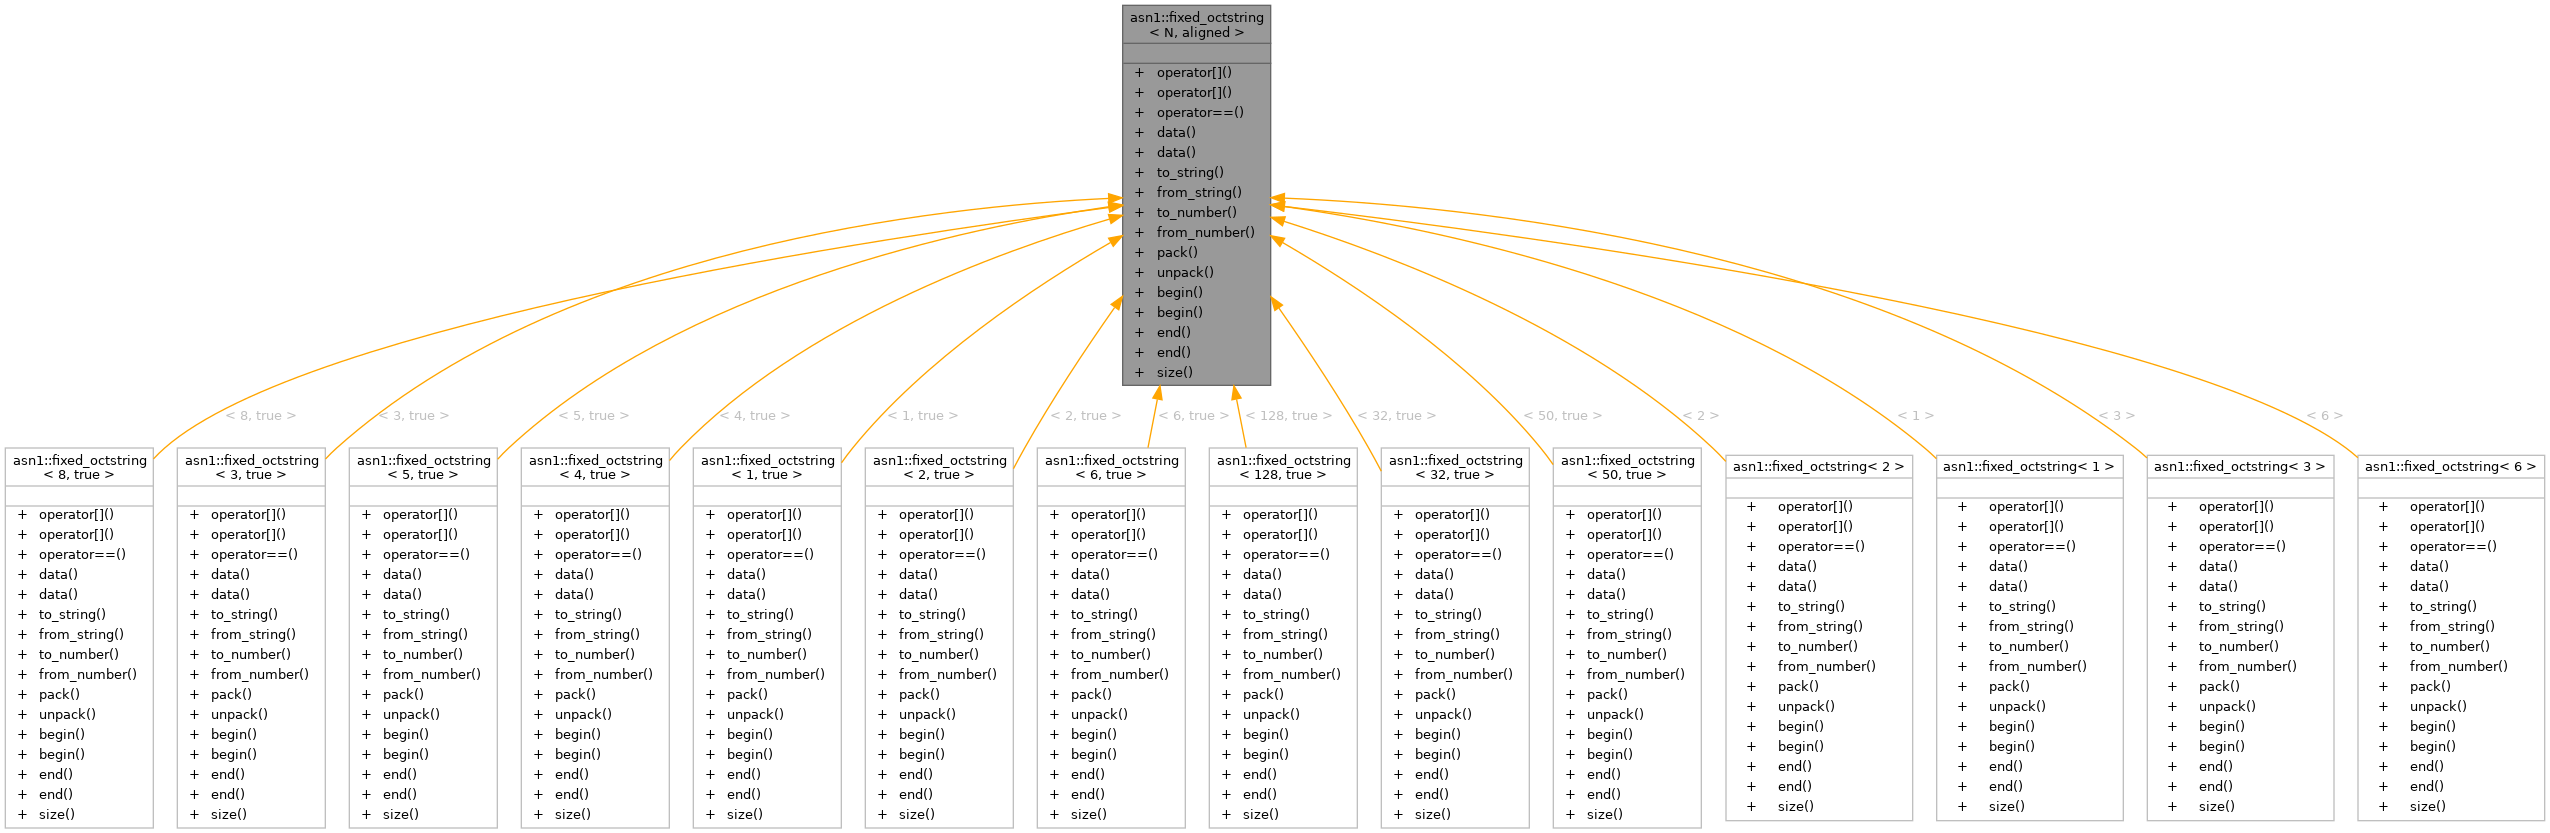 asn1::fixed_octstring
< N, aligned >
+ operator[]()
+ operator[]()
+ operator==()
+ data()
+ data()
+ to_string()
+ from_string()
+ to_number()
+ from_number()
+ pack()
+ unpack()
+ begin()
+ begin()
+ end()
+ end()
+ size()
< 8, true >
< 3, true >
< 5, true >
< 4, true >
< 1, true >
< 2, true >
< 6, true >
< 128, true >
< 32, true >
< 50, true >
< 2 >
< 1 >
< 3 >
< 6 >
asn1::fixed_octstring
< 8, true >
+ operator[]()
+ operator[]()
+ operator==()
+ data()
+ data()
+ to_string()
+ from_string()
+ to_number()
+ from_number()
+ pack()
+ unpack()
+ begin()
+ begin()
+ end()
+ end()
+ size()
asn1::fixed_octstring
< 3, true >
+ operator[]()
+ operator[]()
+ operator==()
+ data()
+ data()
+ to_string()
+ from_string()
+ to_number()
+ from_number()
+ pack()
+ unpack()
+ begin()
+ begin()
+ end()
+ end()
+ size()
asn1::fixed_octstring
< 5, true >
+ operator[]()
+ operator[]()
+ operator==()
+ data()
+ data()
+ to_string()
+ from_string()
+ to_number()
+ from_number()
+ pack()
+ unpack()
+ begin()
+ begin()
+ end()
+ end()
+ size()
asn1::fixed_octstring
< 4, true >
+ operator[]()
+ operator[]()
+ operator==()
+ data()
+ data()
+ to_string()
+ from_string()
+ to_number()
+ from_number()
+ pack()
+ unpack()
+ begin()
+ begin()
+ end()
+ end()
+ size()
asn1::fixed_octstring
< 1, true >
+ operator[]()
+ operator[]()
+ operator==()
+ data()
+ data()
+ to_string()
+ from_string()
+ to_number()
+ from_number()
+ pack()
+ unpack()
+ begin()
+ begin()
+ end()
+ end()
+ size()
asn1::fixed_octstring
< 2, true >
+ operator[]()
+ operator[]()
+ operator==()
+ data()
+ data()
+ to_string()
+ from_string()
+ to_number()
+ from_number()
+ pack()
+ unpack()
+ begin()
+ begin()
+ end()
+ end()
+ size()
asn1::fixed_octstring
< 6, true >
+ operator[]()
+ operator[]()
+ operator==()
+ data()
+ data()
+ to_string()
+ from_string()
+ to_number()
+ from_number()
+ pack()
+ unpack()
+ begin()
+ begin()
+ end()
+ end()
+ size()
asn1::fixed_octstring
< 128, true >
+ operator[]()
+ operator[]()
+ operator==()
+ data()
+ data()
+ to_string()
+ from_string()
+ to_number()
+ from_number()
+ pack()
+ unpack()
+ begin()
+ begin()
+ end()
+ end()
+ size()
asn1::fixed_octstring
< 32, true >
+ operator[]()
+ operator[]()
+ operator==()
+ data()
+ data()
+ to_string()
+ from_string()
+ to_number()
+ from_number()
+ pack()
+ unpack()
+ begin()
+ begin()
+ end()
+ end()
+ size()
asn1::fixed_octstring
< 50, true >
+ operator[]()
+ operator[]()
+ operator==()
+ data()
+ data()
+ to_string()
+ from_string()
+ to_number()
+ from_number()
+ pack()
+ unpack()
+ begin()
+ begin()
+ end()
+ end()
+ size()
asn1::fixed_octstring< 2 >
+ operator[]()
+ operator[]()
+ operator==()
+ data()
+ data()
+ to_string()
+ from_string()
+ to_number()
+ from_number()
+ pack()
+ unpack()
+ begin()
+ begin()
+ end()
+ end()
+ size()
asn1::fixed_octstring< 1 >
+ operator[]()
+ operator[]()
+ operator==()
+ data()
+ data()
+ to_string()
+ from_string()
+ to_number()
+ from_number()
+ pack()
+ unpack()
+ begin()
+ begin()
+ end()
+ end()
+ size()
asn1::fixed_octstring< 3 >
+ operator[]()
+ operator[]()
+ operator==()
+ data()
+ data()
+ to_string()
+ from_string()
+ to_number()
+ from_number()
+ pack()
+ unpack()
+ begin()
+ begin()
+ end()
+ end()
+ size()
asn1::fixed_octstring< 6 >
+ operator[]()
+ operator[]()
+ operator==()
+ data()
+ data()
+ to_string()
+ from_string()
+ to_number()
+ from_number()
+ pack()
+ unpack()
+ begin()
+ begin()
+ end()
+ end()
+ size()